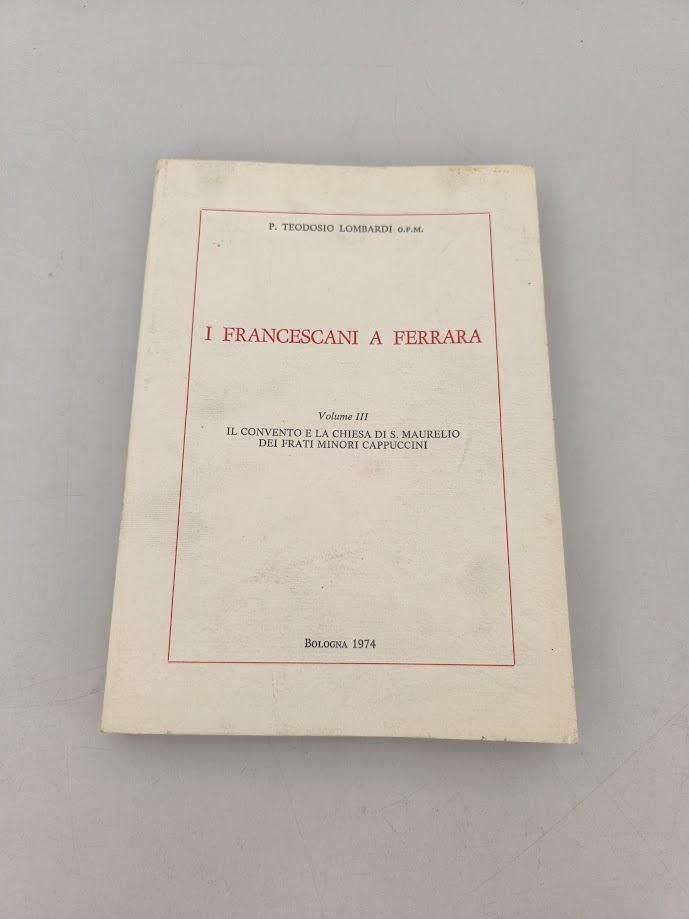 P. TEODOSIO LOMBARDI O.F.M.
I FRANCESCANI A FERRARA
Volume III
IL CONVENTO E LA CHIESA DI S. MAURELIO
DEI FRATI MINORI CAPPUCCINI
BOLOGNA 1974